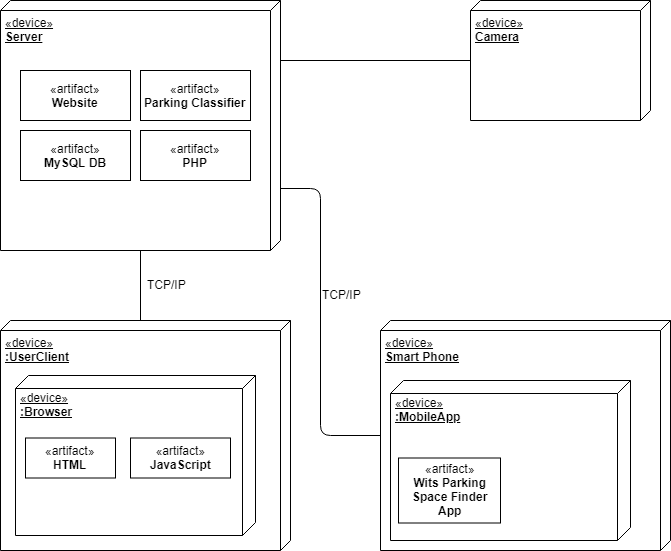 «device»
Server
«artifact»
Website
«artifact»
Parking Classifier
«artifact»
MySQL DB
«artifact»
PHP
«device»
Camera
TCP/IP
TCP/IP
«device»
:UserClient
«device»
:Browser
«artifact»
HTML
«artifact»
JavaScript
«device»
Smart Phone
«device»
:MobileApp
«artifact»
Wits Parking
Space Finder
App